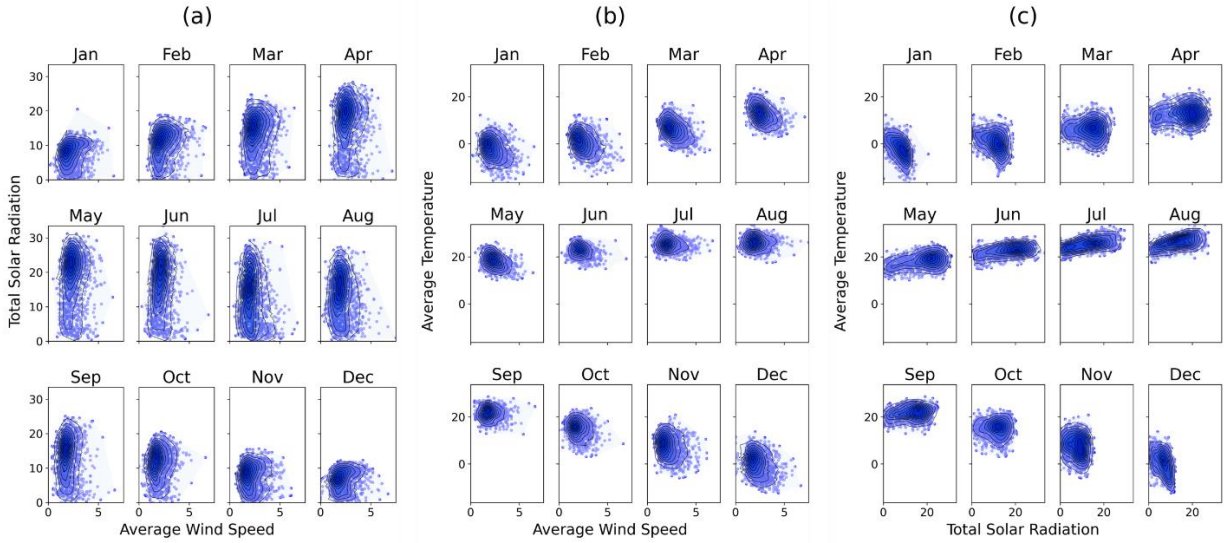 (a)
Jan Feb Mar Apr
30
20
10
0
May Jun Jul Aug
30
20
10
0
Sep Oct Nov Dec
30
20
10
0
0 5 0 5 0 5 0 5
Total Solar Radiation
Average Wind Speed
(b)
Jan Feb Mar Apr
20
0
May Jun Jul Aug
20
0
Sep Oct Nov Dec
20
0
0 5 0 5 0 5 0 5
Average Temperature
Average Wind Speed
(c)
Jan Feb Mar Apr
20
0
May Jun Jul Aug
20
0
Sep Oct Nov Dec
20
0
0 20 0 20 0 20 0 20
Average Temperature
Total Solar Radiation